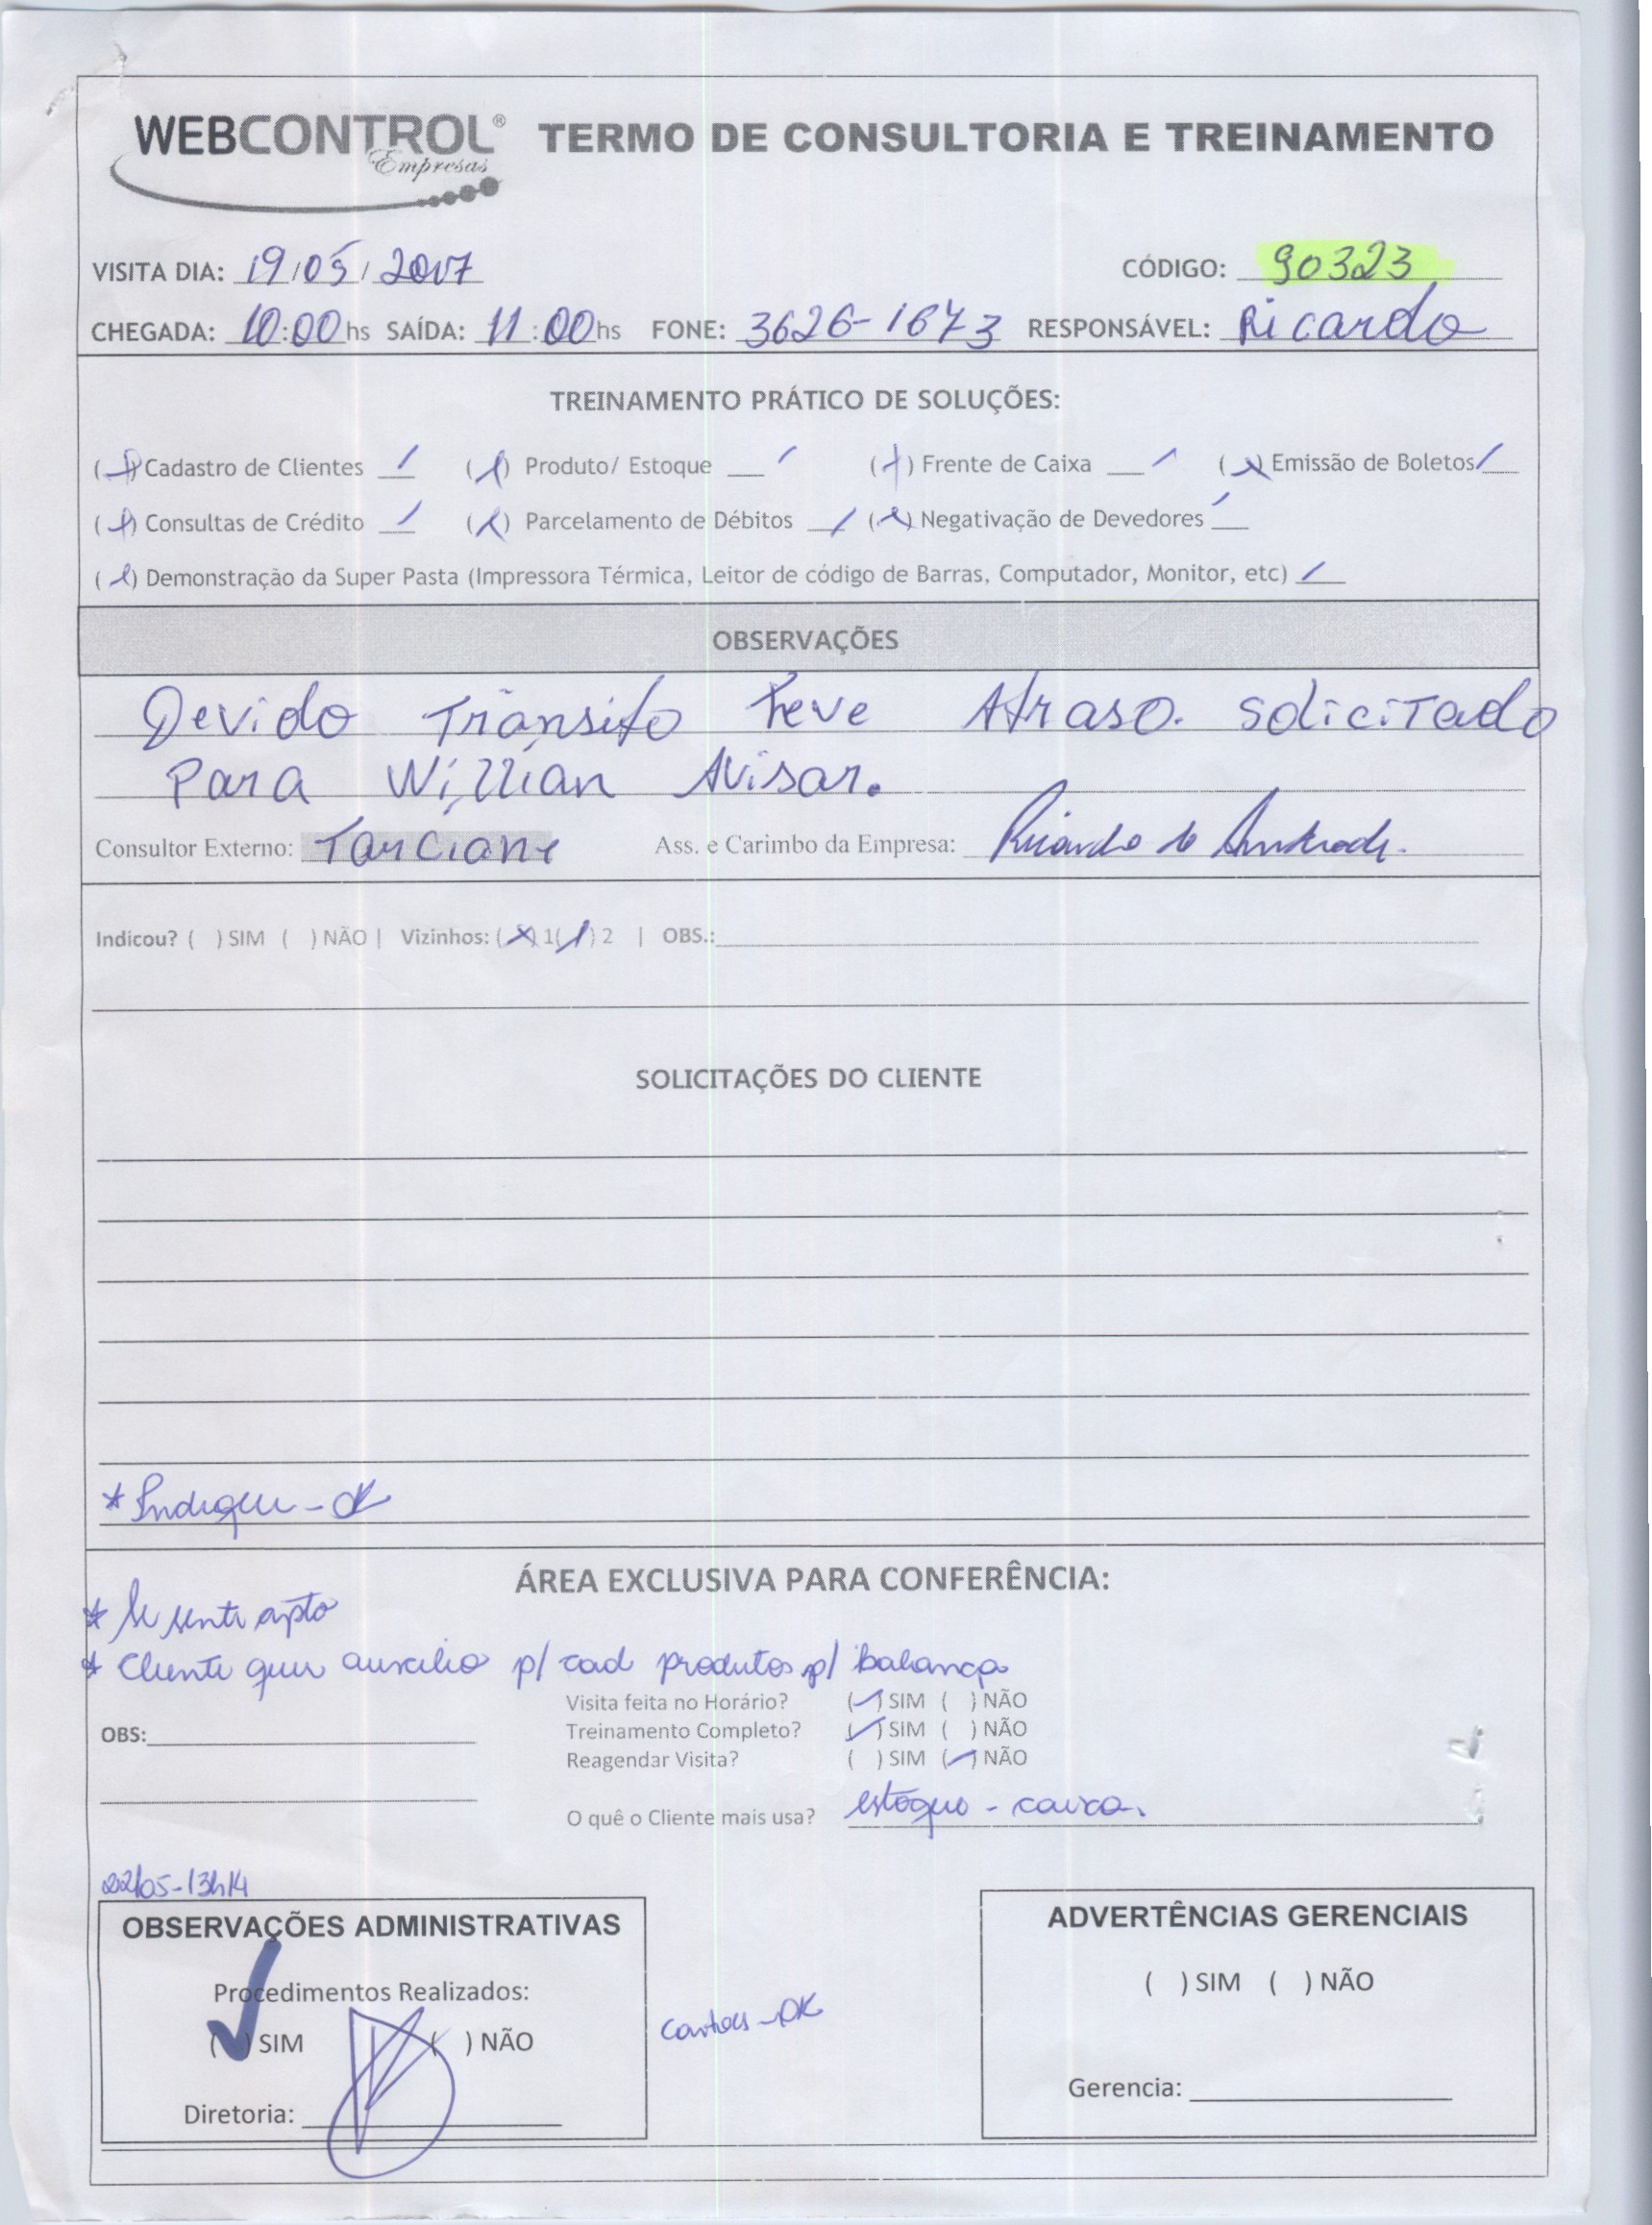 WEBCONTROL® Empresas TERMO DE CONSULTORIA E TREINAMENTO
VISITA DIA: 19/05/2017 CÓDIGO: 90323
CHEGADA: 10:00 hs SAÍDA: 11:00 hs FONE: 3626-1673 RESPONSÁVEL: Ricardo
TREINAMENTO PRÁTICO DE SOLUÇÕES:
(x) Cadastro de Clientes / (x) Produto/ Estoque / (x) Frente de Caixa / (x) Emissão de Boletos /
(x) Consultas de Crédito / (x) Parcelamento de Débitos / (x) Negativação de Devedores /
(x) Demonstração da Super Pasta (Impressora Térmica, Leitor de código de Barras, Computador, Monitor, etc) /
OBSERVAÇÕES
Devido Trânsito Teve Atraso. Solicitado
Para Willian Avisar.
Consultor Externo: Tarciane Ass. e Carimbo da Empresa: Ricardo de Andrade.
Indicou? ( ) SIM ( ) NÃO | Vizinhos: (x) 1 (x) 2 | OBS.:
SOLICITAÇÕES DO CLIENTE
* Indique - OK
ÁREA EXCLUSIVA PARA CONFERÊNCIA:
* Se sente apto
* Cliente quer auxilio p/ cad produtos p/ balança
Visita feita no Horário? (✓) SIM ( ) NÃO
OBS: Treinamento Completo? (✓) SIM ( ) NÃO
Reagendar Visita? ( ) SIM (✓) NÃO
O quê o Cliente mais usa? estoque - caixa.
22/05-13h14
OBSERVAÇÕES ADMINISTRATIVAS
Procedimentos Realizados:
(✓) SIM ( ) NÃO
Diretoria:
OK
ADVERTÊNCIAS GERENCIAIS
( ) SIM ( ) NÃO
Gerencia: